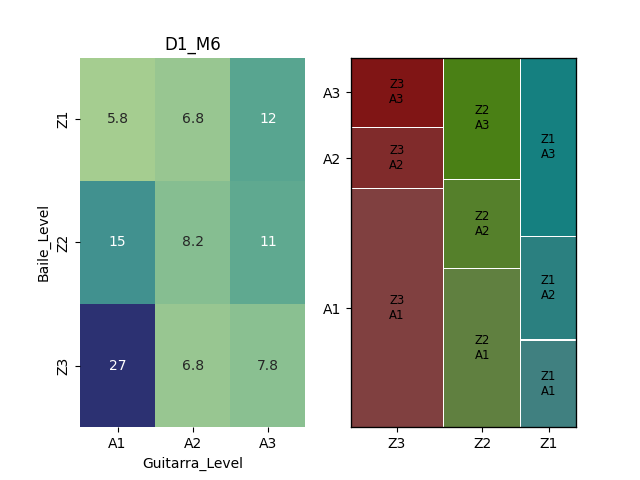 D1_M6
Baile_Level
Z1
Z2
Z3
5.8 6.8 12
15 8.2 11
27 6.8 7.8
A1 A2 A3
Guitarra_Level
A3
A2
A1
Z3
A3
Z3
A2
Z3
A1
Z2
A3
Z2
A2
Z2
A1
Z1
A3
Z1
A2
Z1
A1
Z3 Z2 Z1